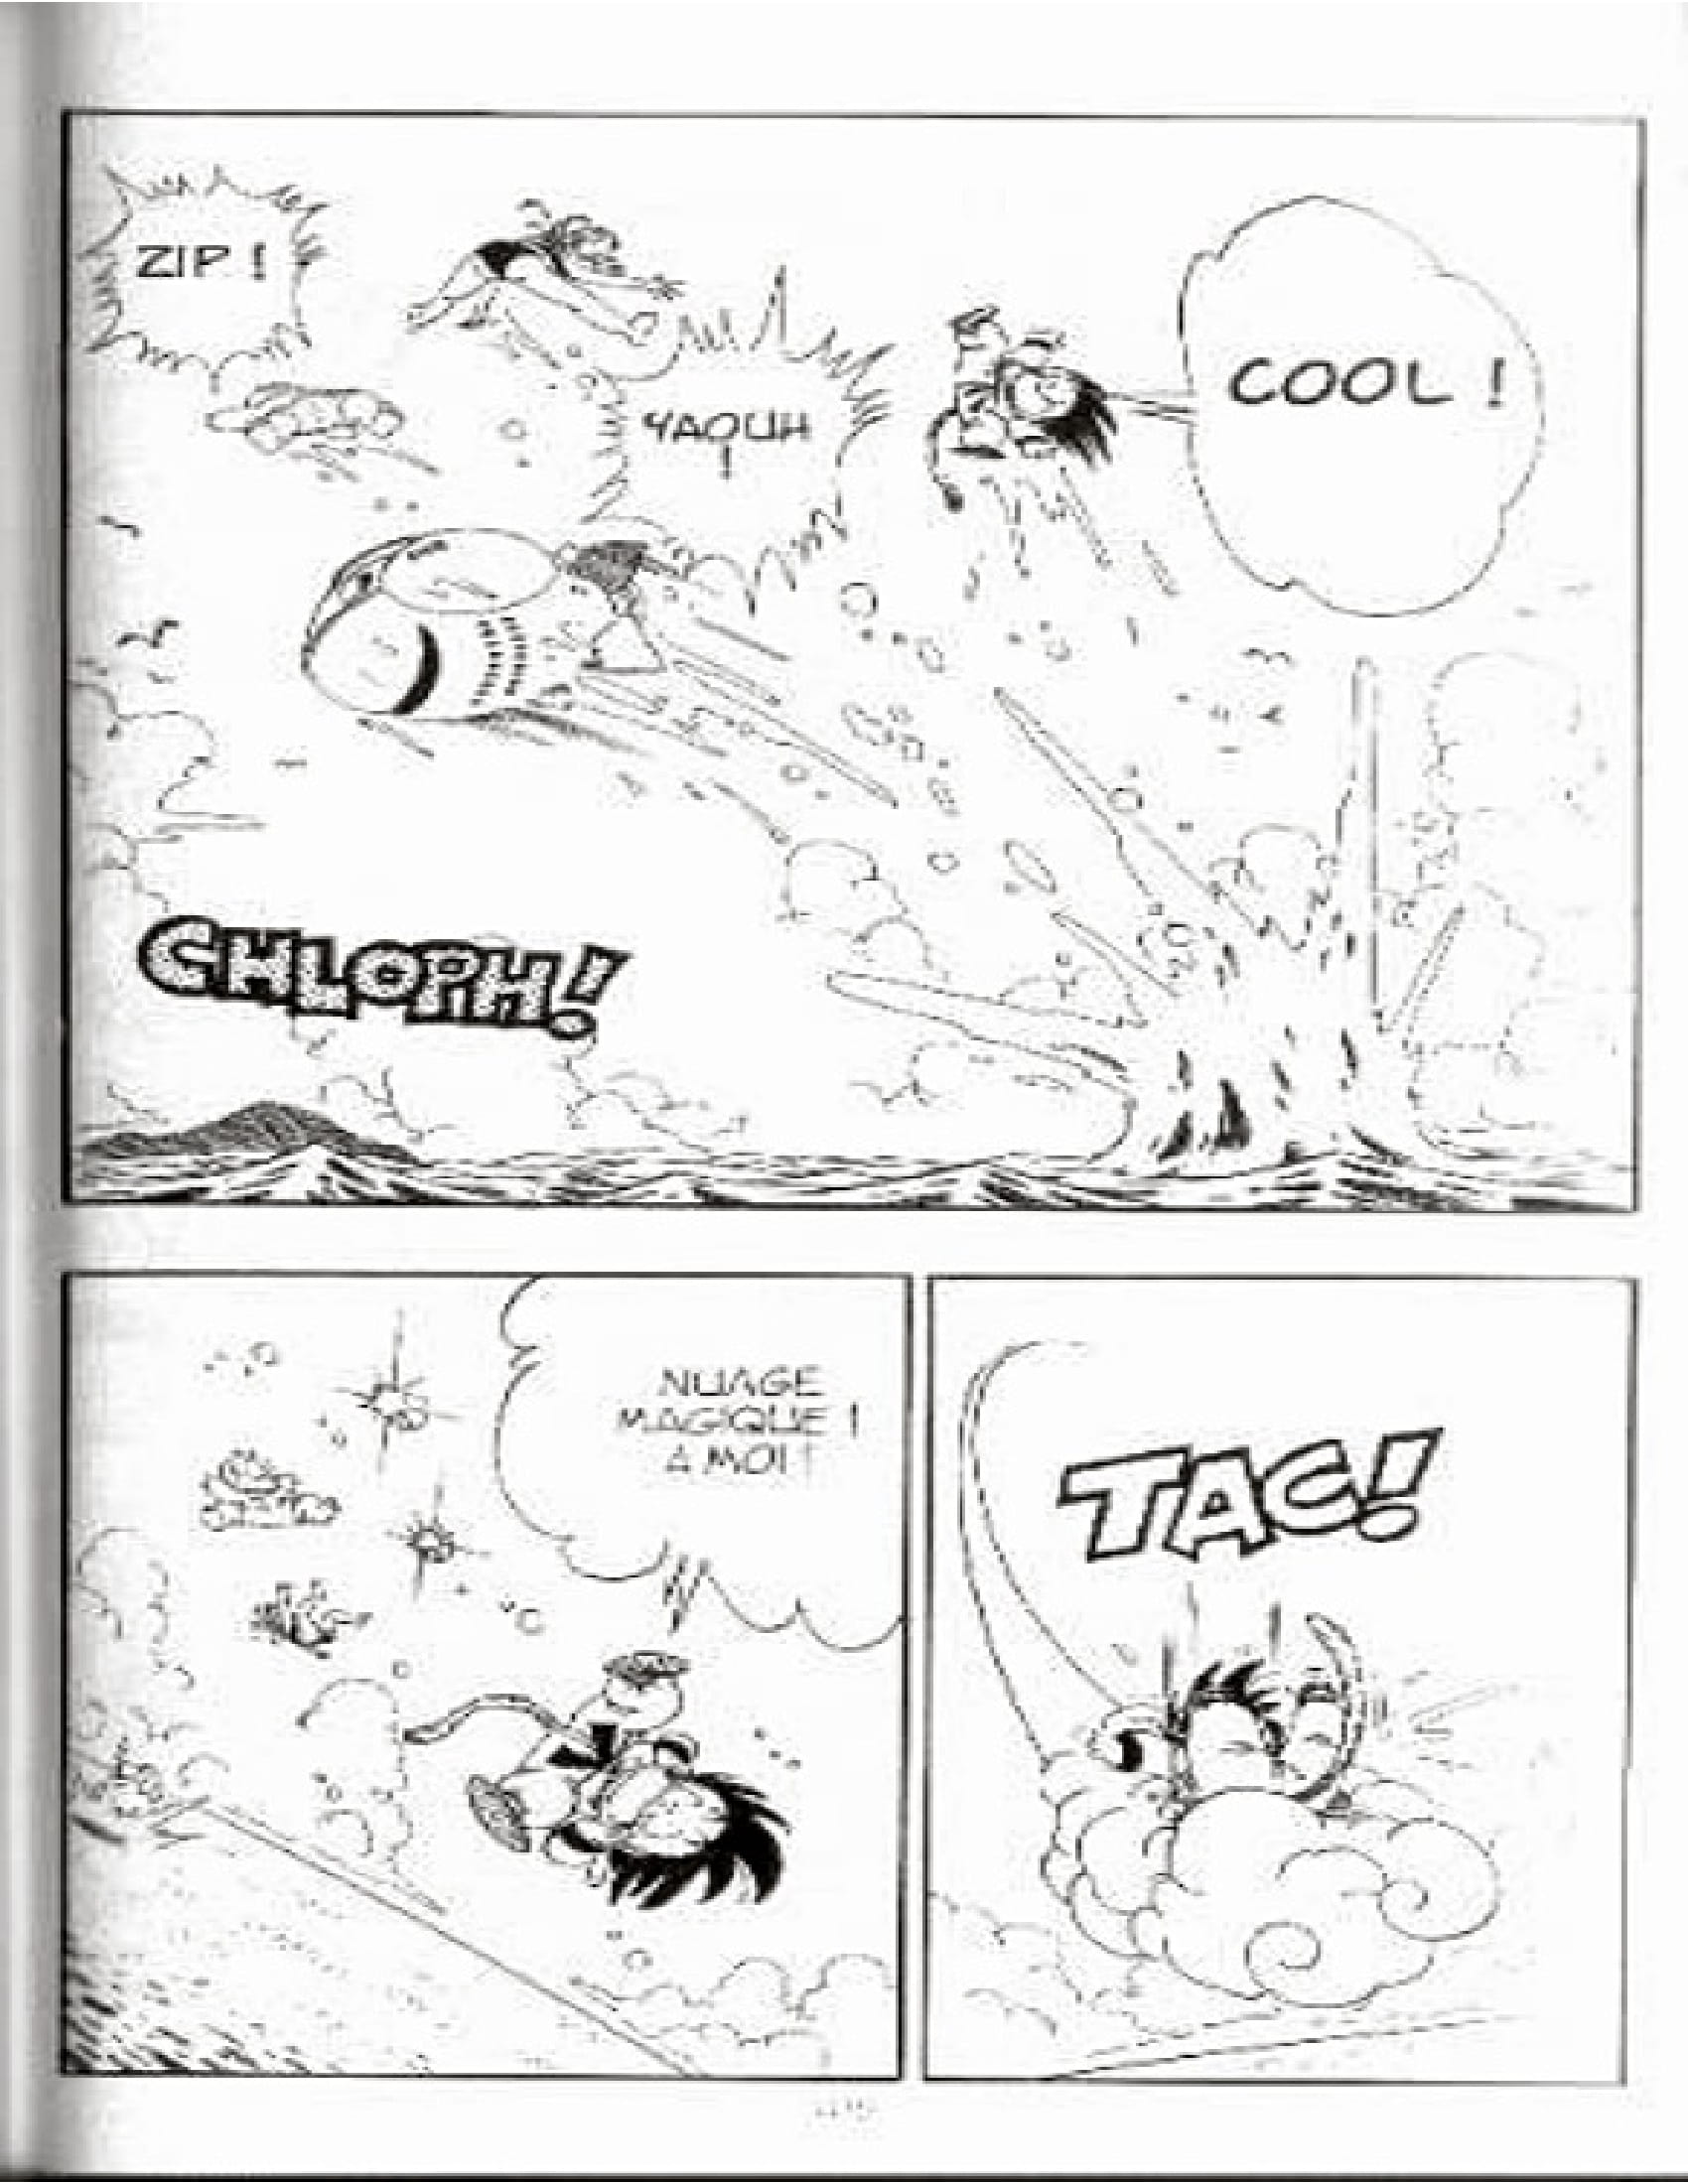 ZIP !
YAOUH
!
COOL !
CHLOPH!
NUAGE
MAGIQUE !
A MOI !
TAC!